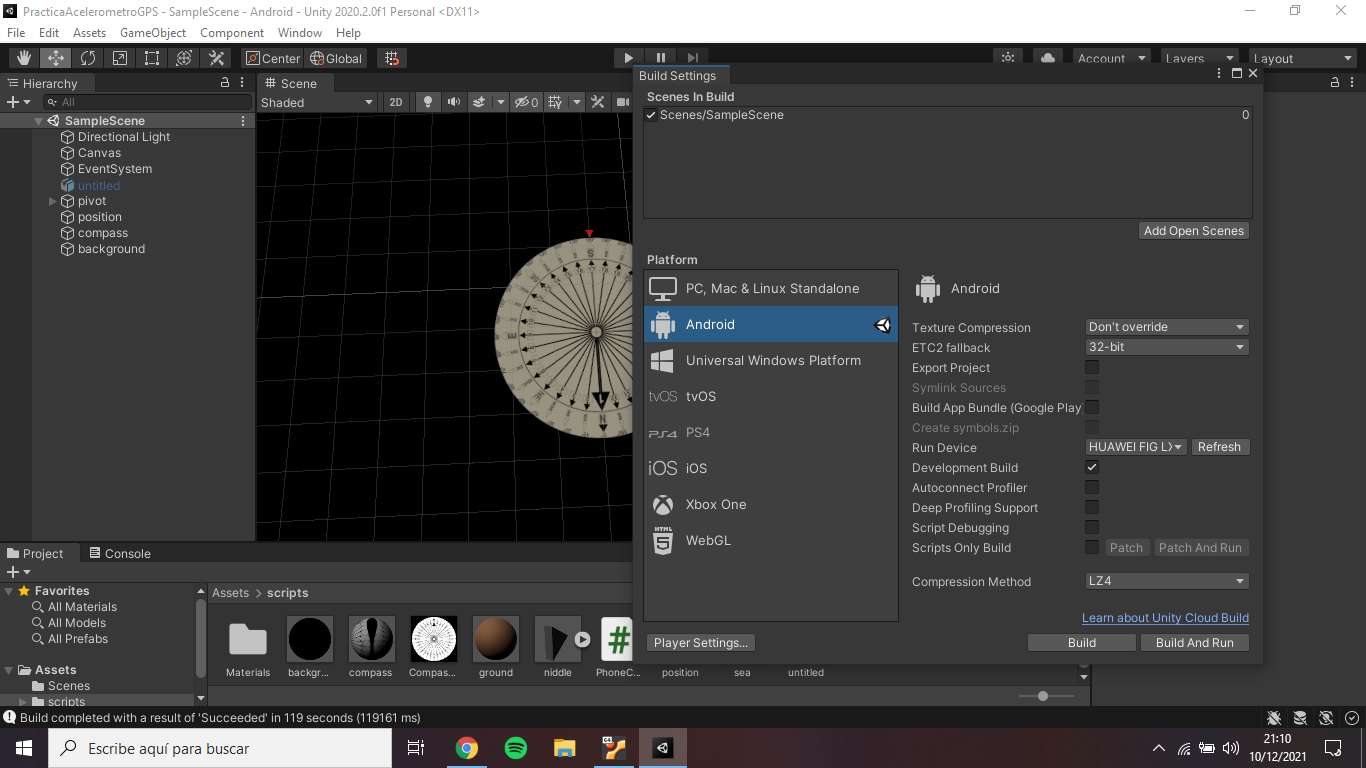 PracticaAcelerometroGPS - SampleScene - Android - Unity 2020.2.0f1 Personal <DX11>
File Edit Assets GameObject Component Window Help
Center Global Account Layers Layout
Hierarchy
All
SampleScene
Directional Light
Canvas
EventSystem
untitled
pivot
position
compass
background
Scene
Shaded 2D 0
S
E
N
Build Settings
Scenes In Build
Scenes/SampleScene 0
Add Open Scenes
Platform
PC, Mac & Linux Standalone
Android
Universal Windows Platform
tvOS tvOS
PS4 PS4
iOS iOS
Xbox One
HTML 5 WebGL
Android
Texture Compression Don't override
ETC2 fallback 32-bit
Export Project
Symlink Sources
Build App Bundle (Google Play
Create symbols.zip
Run Device HUAWEI FIG LX Refresh
Development Build
Autoconnect Profiler
Deep Profiling Support
Script Debugging
Scripts Only Build Patch Patch And Run
Compression Method LZ4
Learn about Unity Cloud Build
Player Settings... Build Build And Run
Project Console
Favorites
All Materials
All Models
All Prefabs
Assets
Scenes
scripts
Assets > scripts
Materials backgr... compass Compas... ground niddle PhoneC... position sea untitled
Build completed with a result of 'Succeeded' in 119 seconds (119161 ms)
Escribe aquí para buscar
C4
21:10
10/12/2021